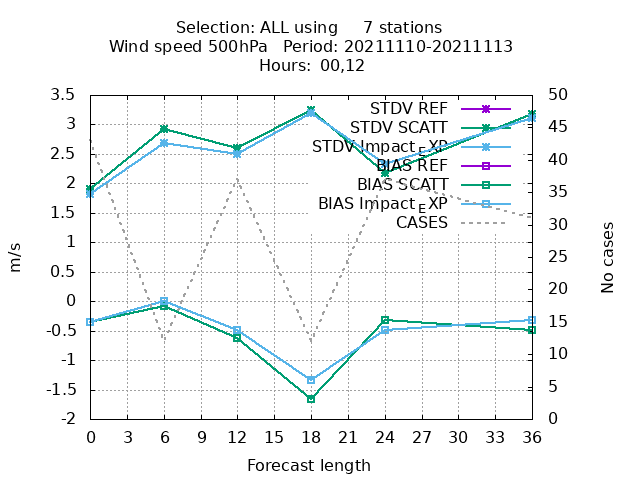 Selection: ALL using     7 stations
Wind speed 500hPa   Period: 20211110-20211113
Hours:  00,12
3.5
3
2.5
2
1.5
1
0.5
0
-0.5
-1
-1.5
-2
m/s
STDV REF
STDV SCATT
STDV Impact_EXP
BIAS REF
BIAS SCATT
BIAS Impact_EXP
CASES
50
45
40
35
30
25
20
15
10
5
0
No cases
0 3 6 9 12 15 18 21 24 27 30 33 36
Forecast length